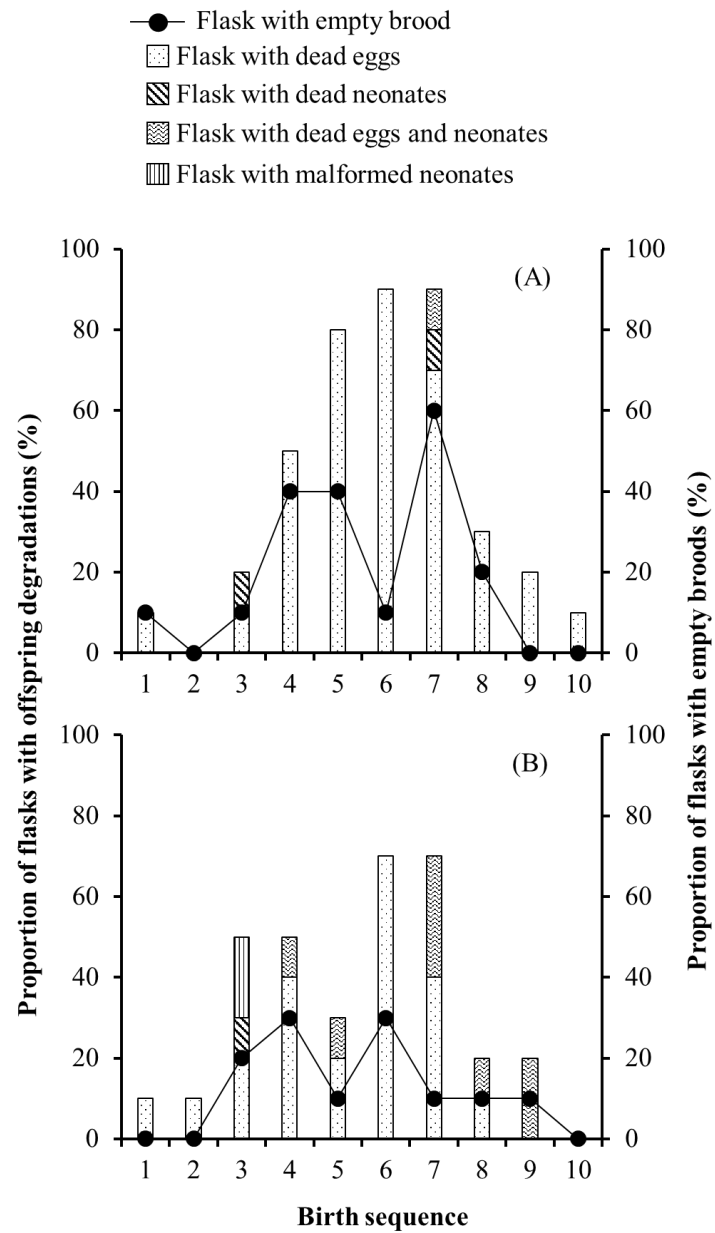 Flask with empty brood
Flask with dead eggs
Flask with dead neonates
Flask with dead eggs and neonates
Flask with malformed neonates
Proportion of flasks with offspring degradations (%)
100
80
60
40
20
0
(A)
100
80
60
40
20
0
1 2 3 4 5 6 7 8 9 10
100
80
60
40
20
0
(B)
100
80
60
40
20
0
1 2 3 4 5 6 7 8 9 10
Proportion of flasks with empty broods (%)
Birth sequence